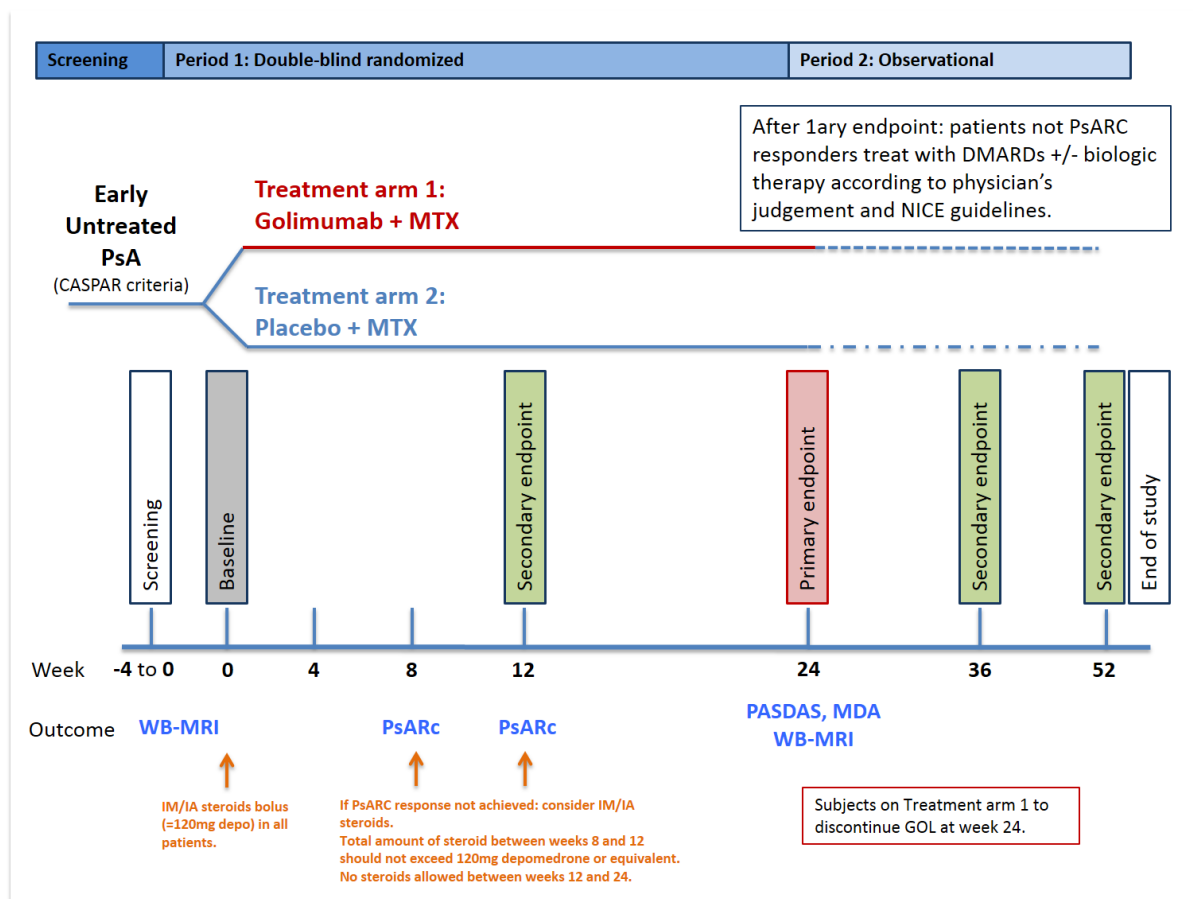 Screening
Period 1: Double-blind randomized
Period 2: Observational
After 1ary endpoint: patients not PsARC
responders treat with DMARDs +/- biologic
therapy according to physician's
judgement and NICE guidelines.
Early
Untreated
PsA
(CASPAR criteria)
Treatment arm 1:
Golimumab + MTX
Treatment arm 2:
Placebo + MTX
Screening
Baseline
Secondary endpoint
Primary endpoint
Secondary endpoint
Secondary endpoint
End of study
Week -4 to 0 0 4 8 12 24 36 52
Outcome WB-MRI PsARc PsARc PASDAS, MDA
WB-MRI
IM/IA steroids bolus
(=120mg depo) in all
patients.
If PsARC response not achieved: consider IM/IA
steroids.
Total amount of steroid between weeks 8 and 12
should not exceed 120mg depomedrone or equivalent.
No steroids allowed between weeks 12 and 24.
Subjects on Treatment arm 1 to
discontinue GOL at week 24.